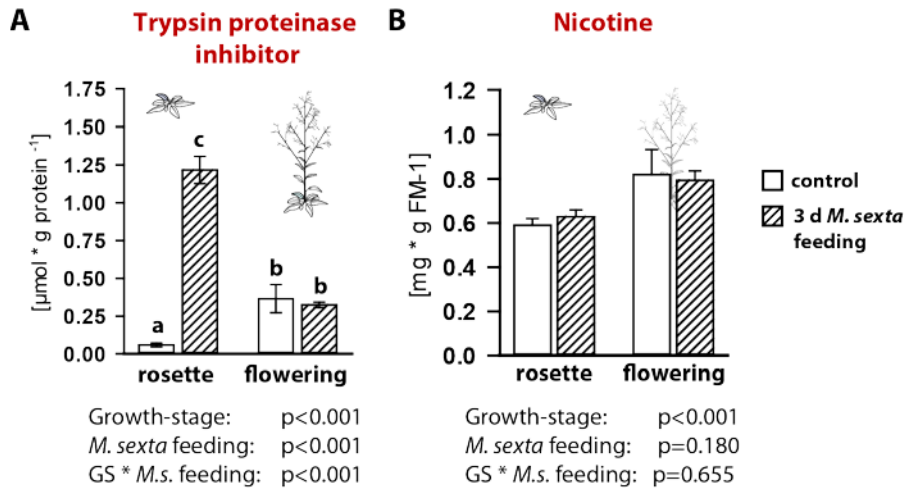 A
Trypsin proteinase
inhibitor
[µmol * g protein -1]
1.75
1.50
1.25
1.00
0.75
0.50
0.25
0.00
a
c
b
b
rosette
flowering
Growth-stage: p<0.001
M. sexta feeding: p<0.001
GS * M.s. feeding: p<0.001
B
Nicotine
[mg * g FM-1]
1.2
1.0
0.8
0.6
0.4
0.2
0.0
rosette
flowering
Growth-stage: p<0.001
M. sexta feeding: p=0.180
GS * M.s. feeding: p=0.655
control
3 d M. sexta
feeding